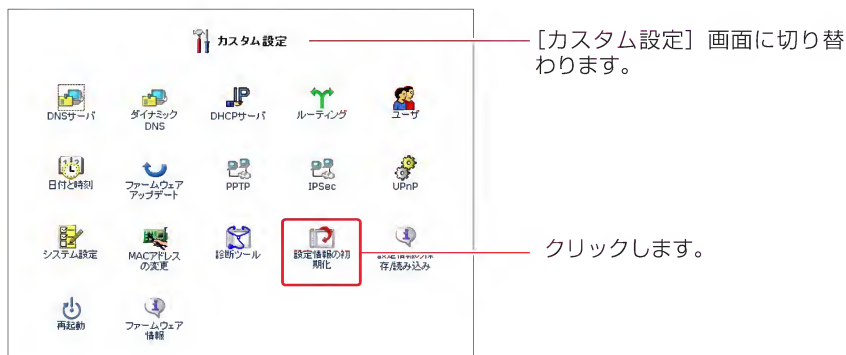 カスタム設定
[カスタム設定] 画面に切り替
わります。
DNSサーバ
ダイナミック
DNS
DHCPサーバ
ルーティング
ユーザ
日付と時刻
ファームウェア
アップデート
PPTP
IPSec
UPnP
システム設定
MACアドレス
の変更
診断ツール
設定情報の初
期化
設定情報の保
存/読み込み
クリックします。
再起動
ファームウェア
情報